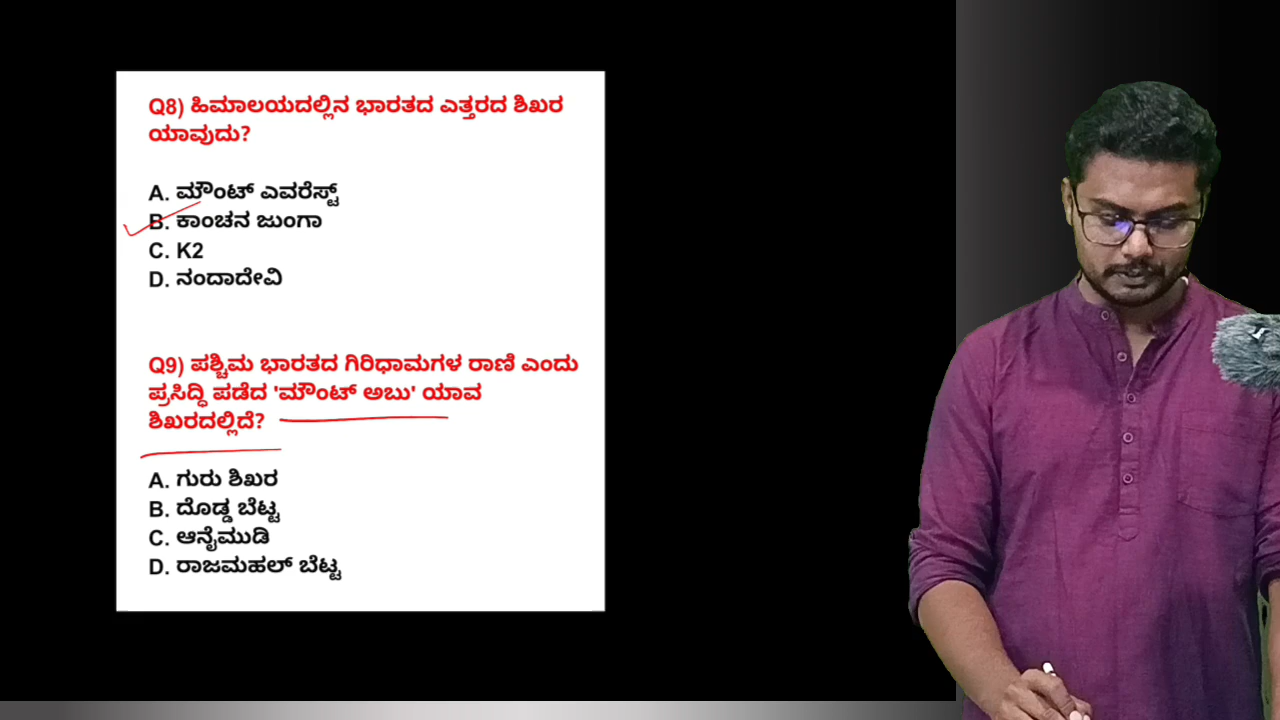 Q8) ಹಿಮಾಲಯದಲ್ಲಿನ ಭಾರತದ ಎತ್ತರದ ಶಿಖರ
ಯಾವುದು?
A. ಮೌಂಟ್ ಎವರೆಸ್ಟ್
B. ಕಾಂಚನ ಜುಂಗಾ
C. K2
D. ನಂದಾದೇವಿ
Q9) ಪಶ್ಚಿಮ ಭಾರತದ ಗಿರಿಧಾಮಗಳ ರಾಣಿ ಎಂದು
ಪ್ರಸಿದ್ಧಿ ಪಡೆದ 'ಮೌಂಟ್ ಅಬು' ಯಾವ
ಶಿಖರದಲ್ಲಿದೆ?
A. ಗುರು ಶಿಖರ
B. ದೊಡ್ಡ ಬೆಟ್ಟ
C. ಆನೈಮುಡಿ
D. ರಾಜಮಹಲ್ ಬೆಟ್ಟ